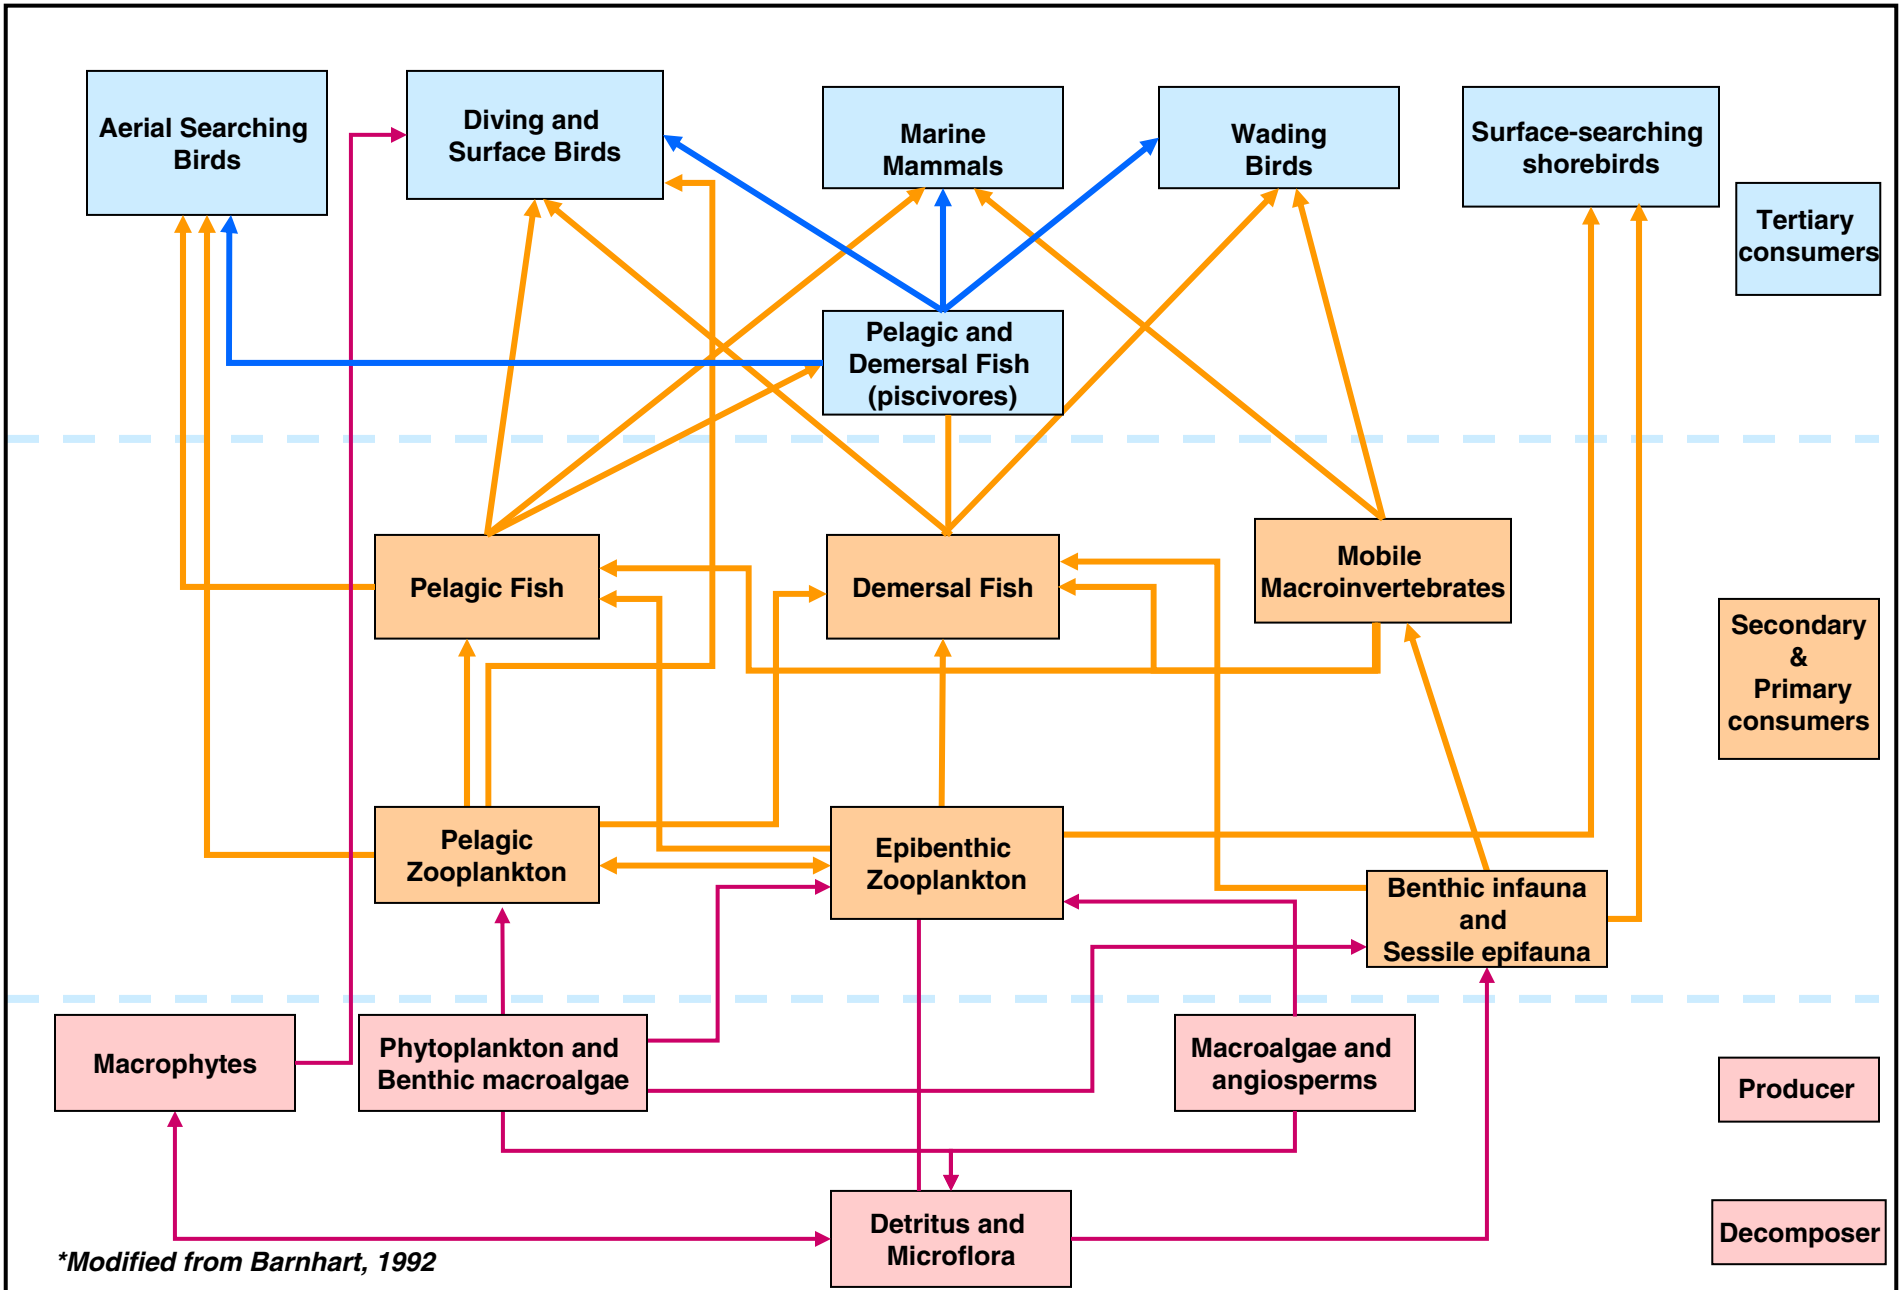 Aerial Searching
Birds
Diving and
Surface Birds
Marine
Mammals
Wading
Birds
Surface-searching
shorebirds
Tertiary
consumers
Pelagic and
Demersal Fish
(piscivores)
Pelagic Fish
Demersal Fish
Mobile
Macroinvertebrates
Secondary
&
Primary
consumers
Pelagic
Zooplankton
Epibenthic
Zooplankton
Benthic infauna
and
Sessile epifauna
Macrophytes
Phytoplankton and
Benthic macroalgae
Macroalgae and
angiosperms
Producer
Detritus and
Microflora
Decomposer
*Modified from Barnhart, 1992